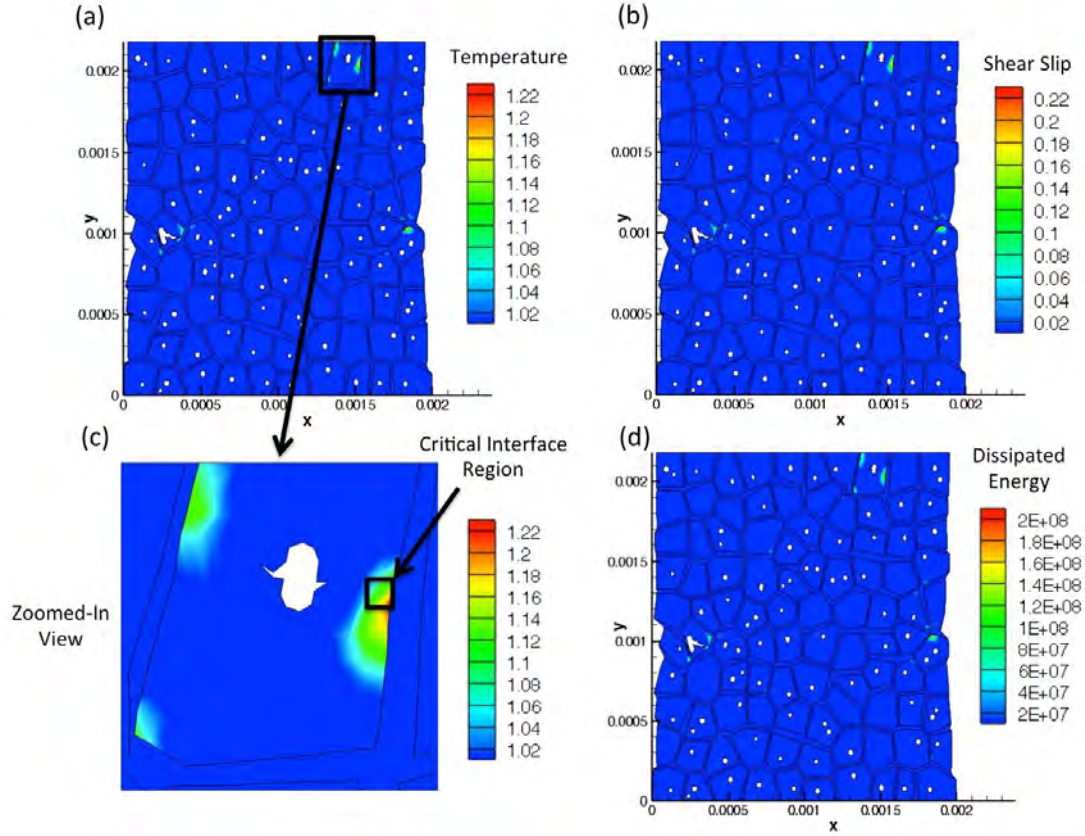 (a)
Temperature
1.22
1.2
1.18
1.16
1.14
1.12
1.1
1.08
1.06
1.04
1.02
0.002
0.0015
0.001
0.0005
0
y
0 0.0005 0.001 0.0015 0.002
x
(b)
Shear Slip
0.22
0.2
0.18
0.16
0.14
0.12
0.1
0.08
0.06
0.04
0.02
0.002
0.0015
0.001
0.0005
0
y
0 0.0005 0.001 0.0015 0.002
x
(c)
Critical Interface
Region
Zoomed-In
View
1.22
1.2
1.18
1.16
1.14
1.12
1.1
1.08
1.06
1.04
1.02
(d)
Dissipated
Energy
2E+08
1.8E+08
1.6E+08
1.4E+08
1.2E+08
1E+08
8E+07
6E+07
4E+07
2E+07
0.002
0.0015
0.001
0.0005
0
y
0 0.0005 0.001 0.0015 0.002
x